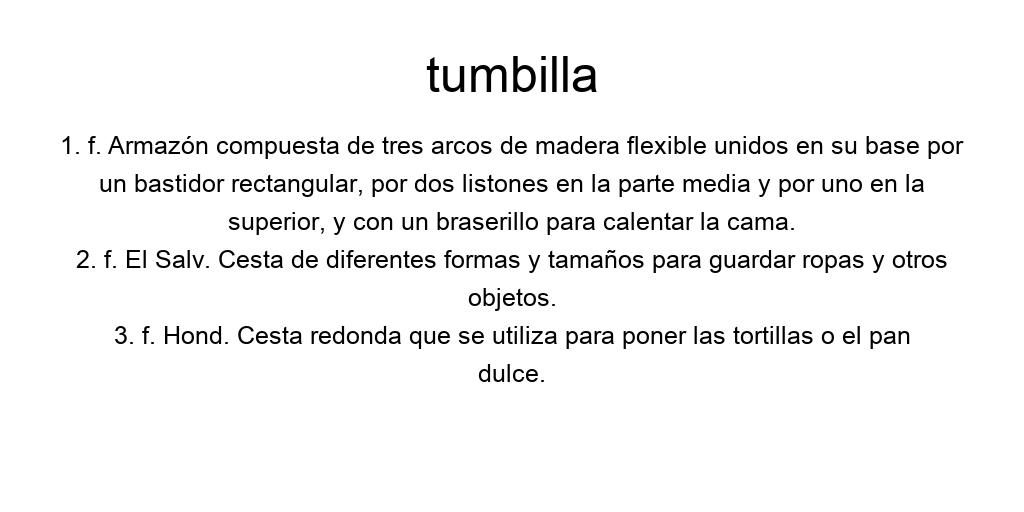 tumbilla
1. f. Armazón compuesta de tres arcos de madera flexible unidos en su base por
un bastidor rectangular, por dos listones en la parte media y por uno en la
superior, y con un braserillo para calentar la cama.
2. f. El Salv. Cesta de diferentes formas y tamaños para guardar ropas y otros
objetos.
3. f. Hond. Cesta redonda que se utiliza para poner las tortillas o el pan
dulce.